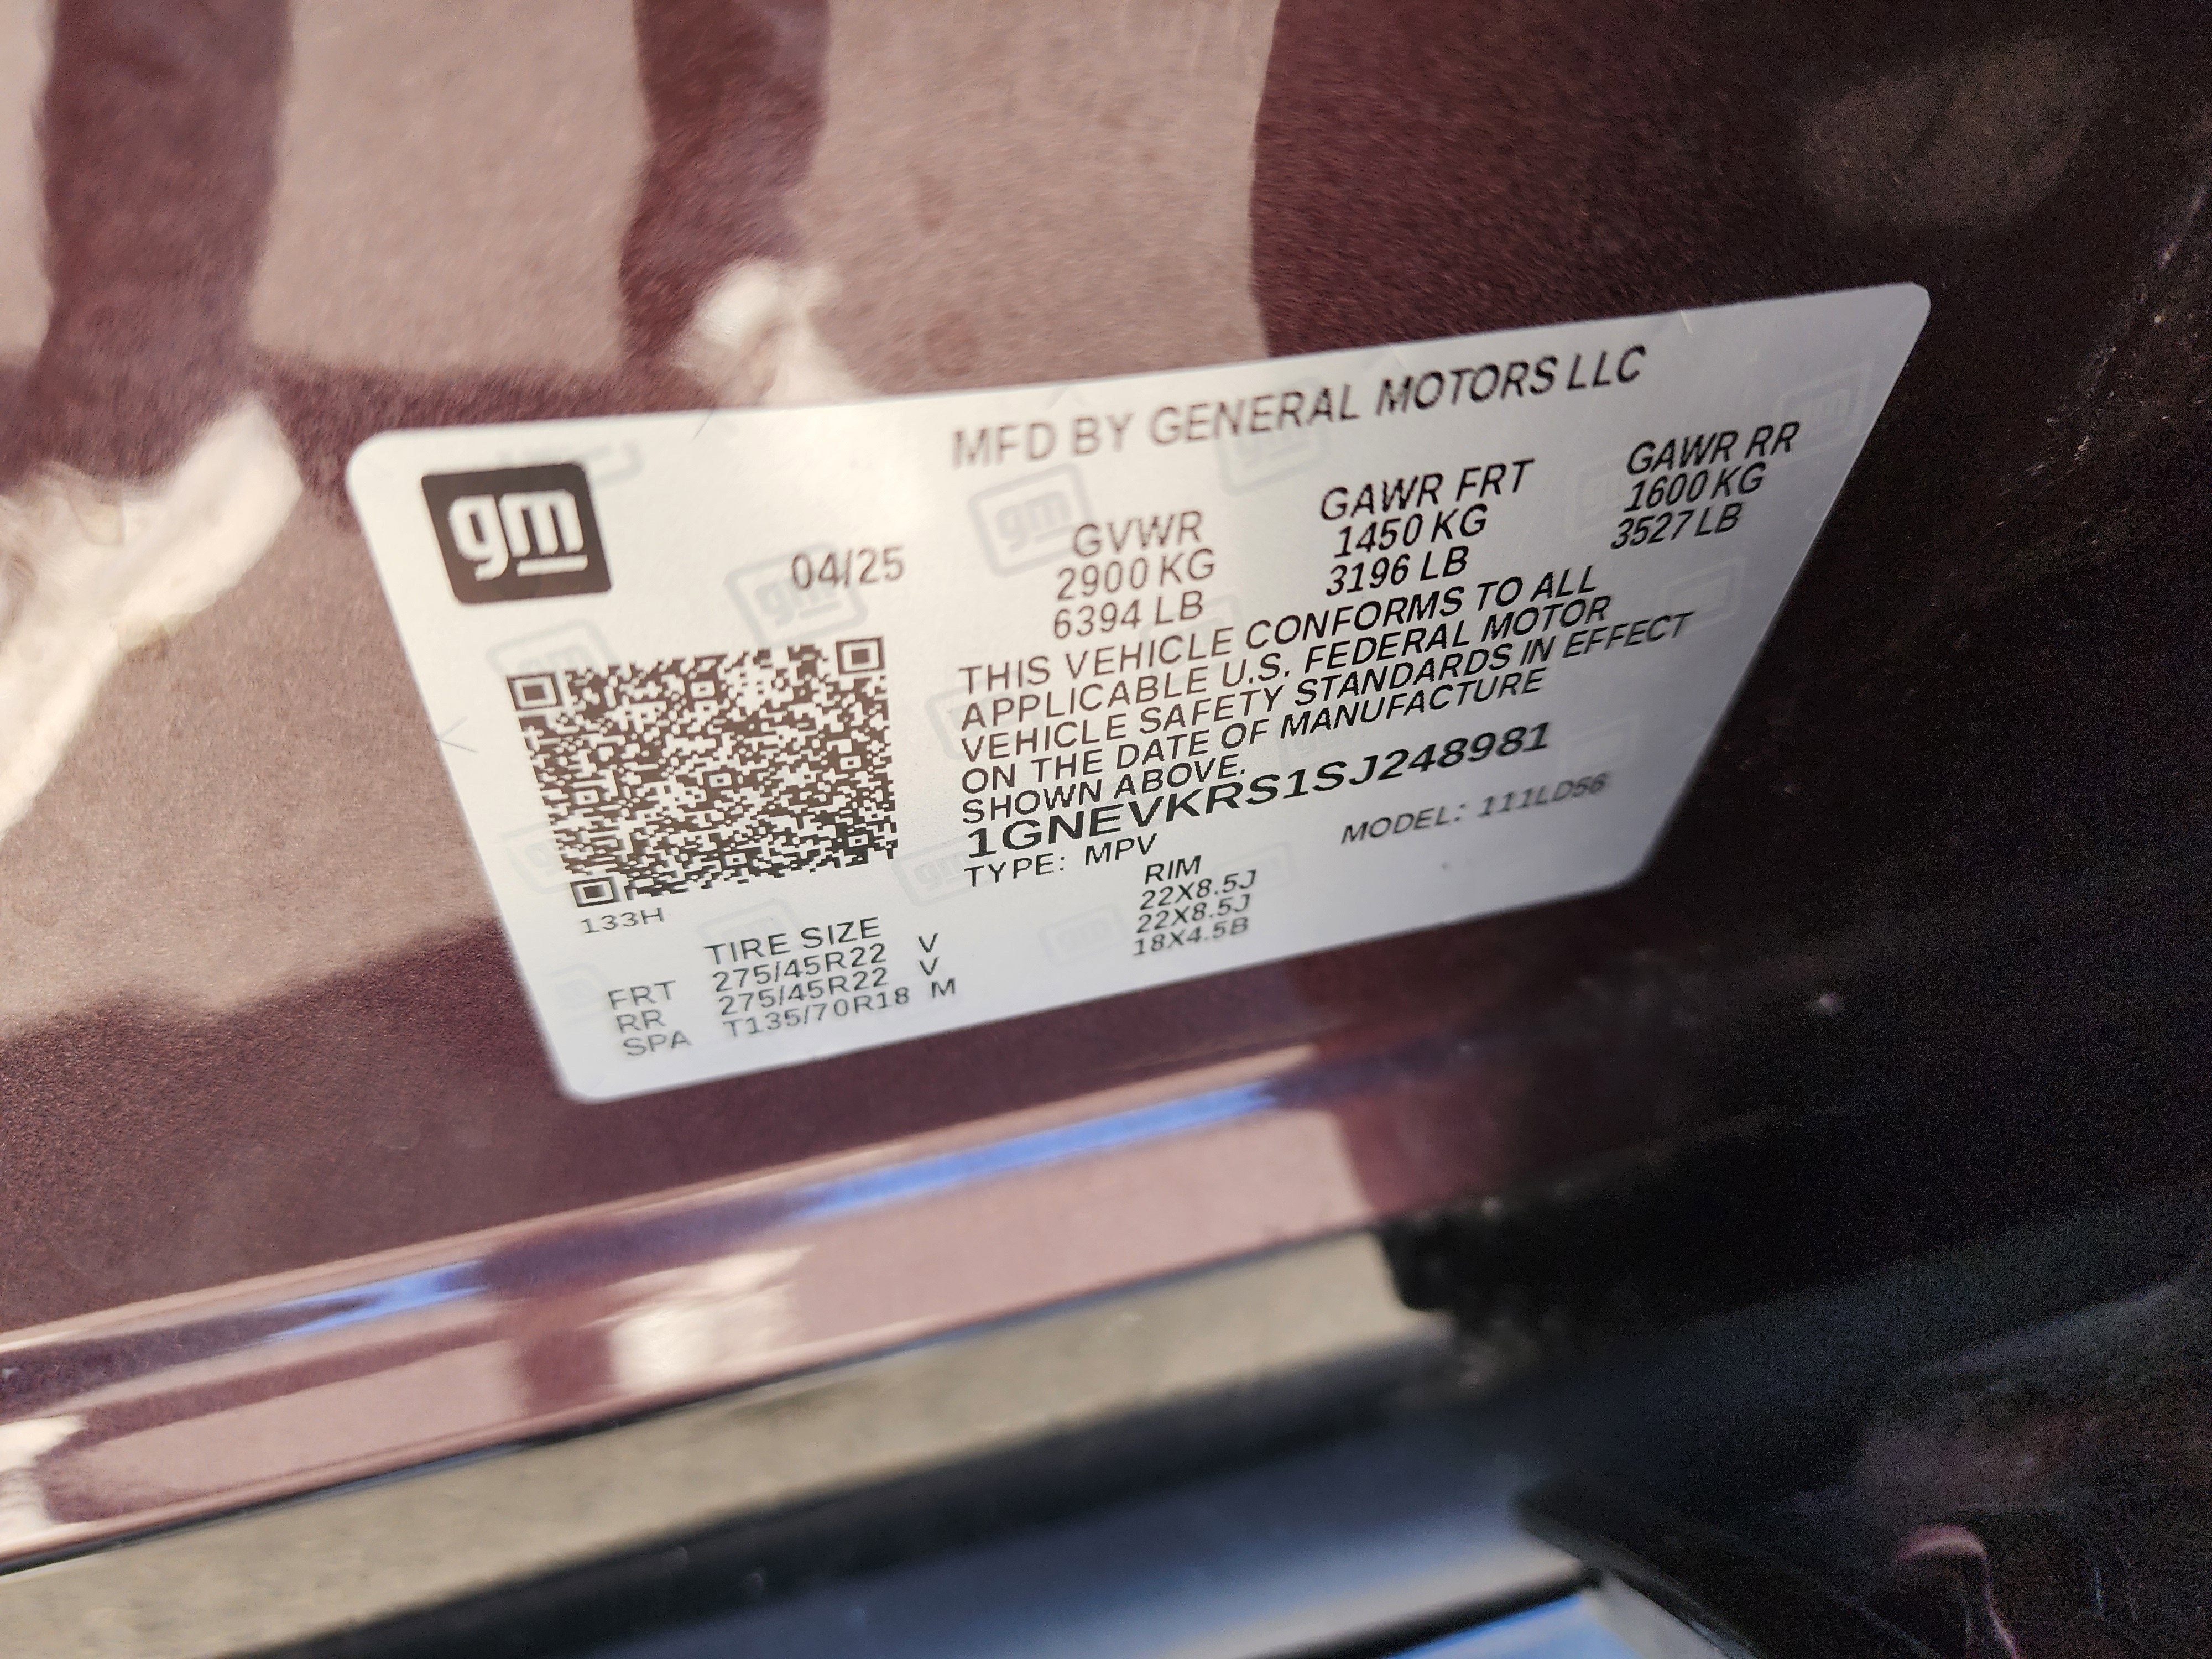 gm
MFD BY GENERAL MOTORS LLC
04/25
GVWR
2900 KG
6394 LB
GAWR FRT
1450 KG
3196 LB
GAWR RR
1600 KG
3527 LB
THIS VEHICLE CONFORMS TO ALL
APPLICABLE U.S. FEDERAL MOTOR
VEHICLE SAFETY STANDARDS IN EFFECT
ON THE DATE OF MANUFACTURE
SHOWN ABOVE.
1GNEVKRS1SJ248981
TYPE: MPV
MODEL: 111LD56
133H
TIRE SIZE
RIM
FRT 275/45R22 V 22X8.5J
RR 275/45R22 V 22X8.5J
SPA T135/70R18 M 18X4.5B